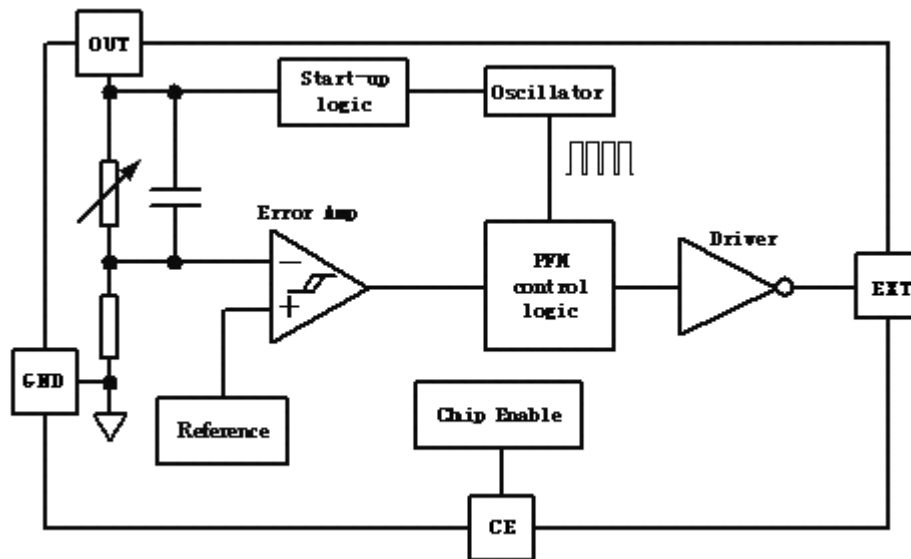 OUT
Start-up
logic
Oscillator
Error Amp
Driver
PFM
control
logic
EXT
GND
Reference
Chip Enable
CE